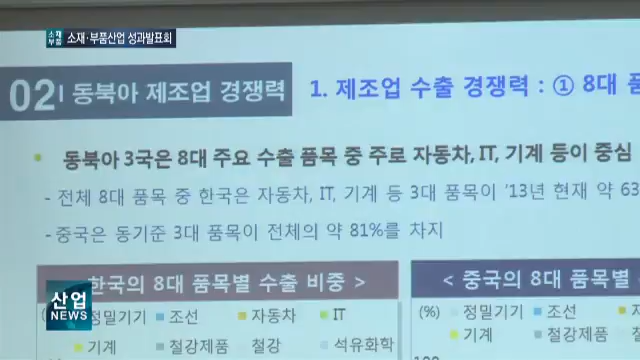 소재 부품 소재·부품산업 성과발표회
02 동북아 제조업 경쟁력
1. 제조업 수출 경쟁력 : ① 8대 품
• 동북아 3국은 8대 주요 수출 품목 중 주로 자동차, IT, 기계 등이 중심
- 전체 8대 품목 중 한국은 자동차, IT, 기계 등 3대 품목이 '13년 현재 약 63
- 중국은 동기준 3대 품목이 전체의 약 81%를 차지
한국의 8대 품목별 수출 비중 >
< 중국의 8대 품목별
정밀기기 조선 자동차 IT
기계 철강제품 철강 석유화학
(%) 정밀기기 조선
기계 철강제품
100
산업
NEWS